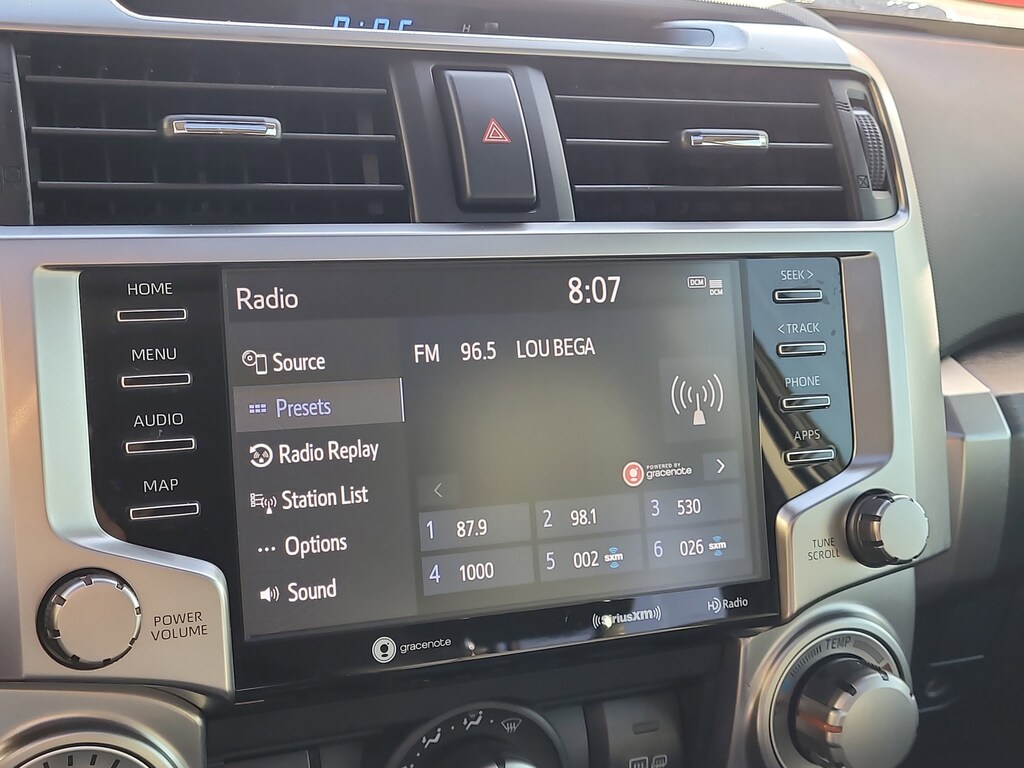 H
HOME
MENU
AUDIO
MAP
POWER
VOLUME
Radio
8:07
DCM
DCM
Source
Presets
Radio Replay
Station List
Options
Sound
FM 96.5 LOU BEGA
POWERED BY
gracenote
< >
1 87.9
2 98.1
3 530
4 1000
5 002 sxm
6 026 sxm
gracenote
SiriusXM
HD Radio
SEEK >
< TRACK
PHONE
APPS
TUNE
SCROLL
TEMP